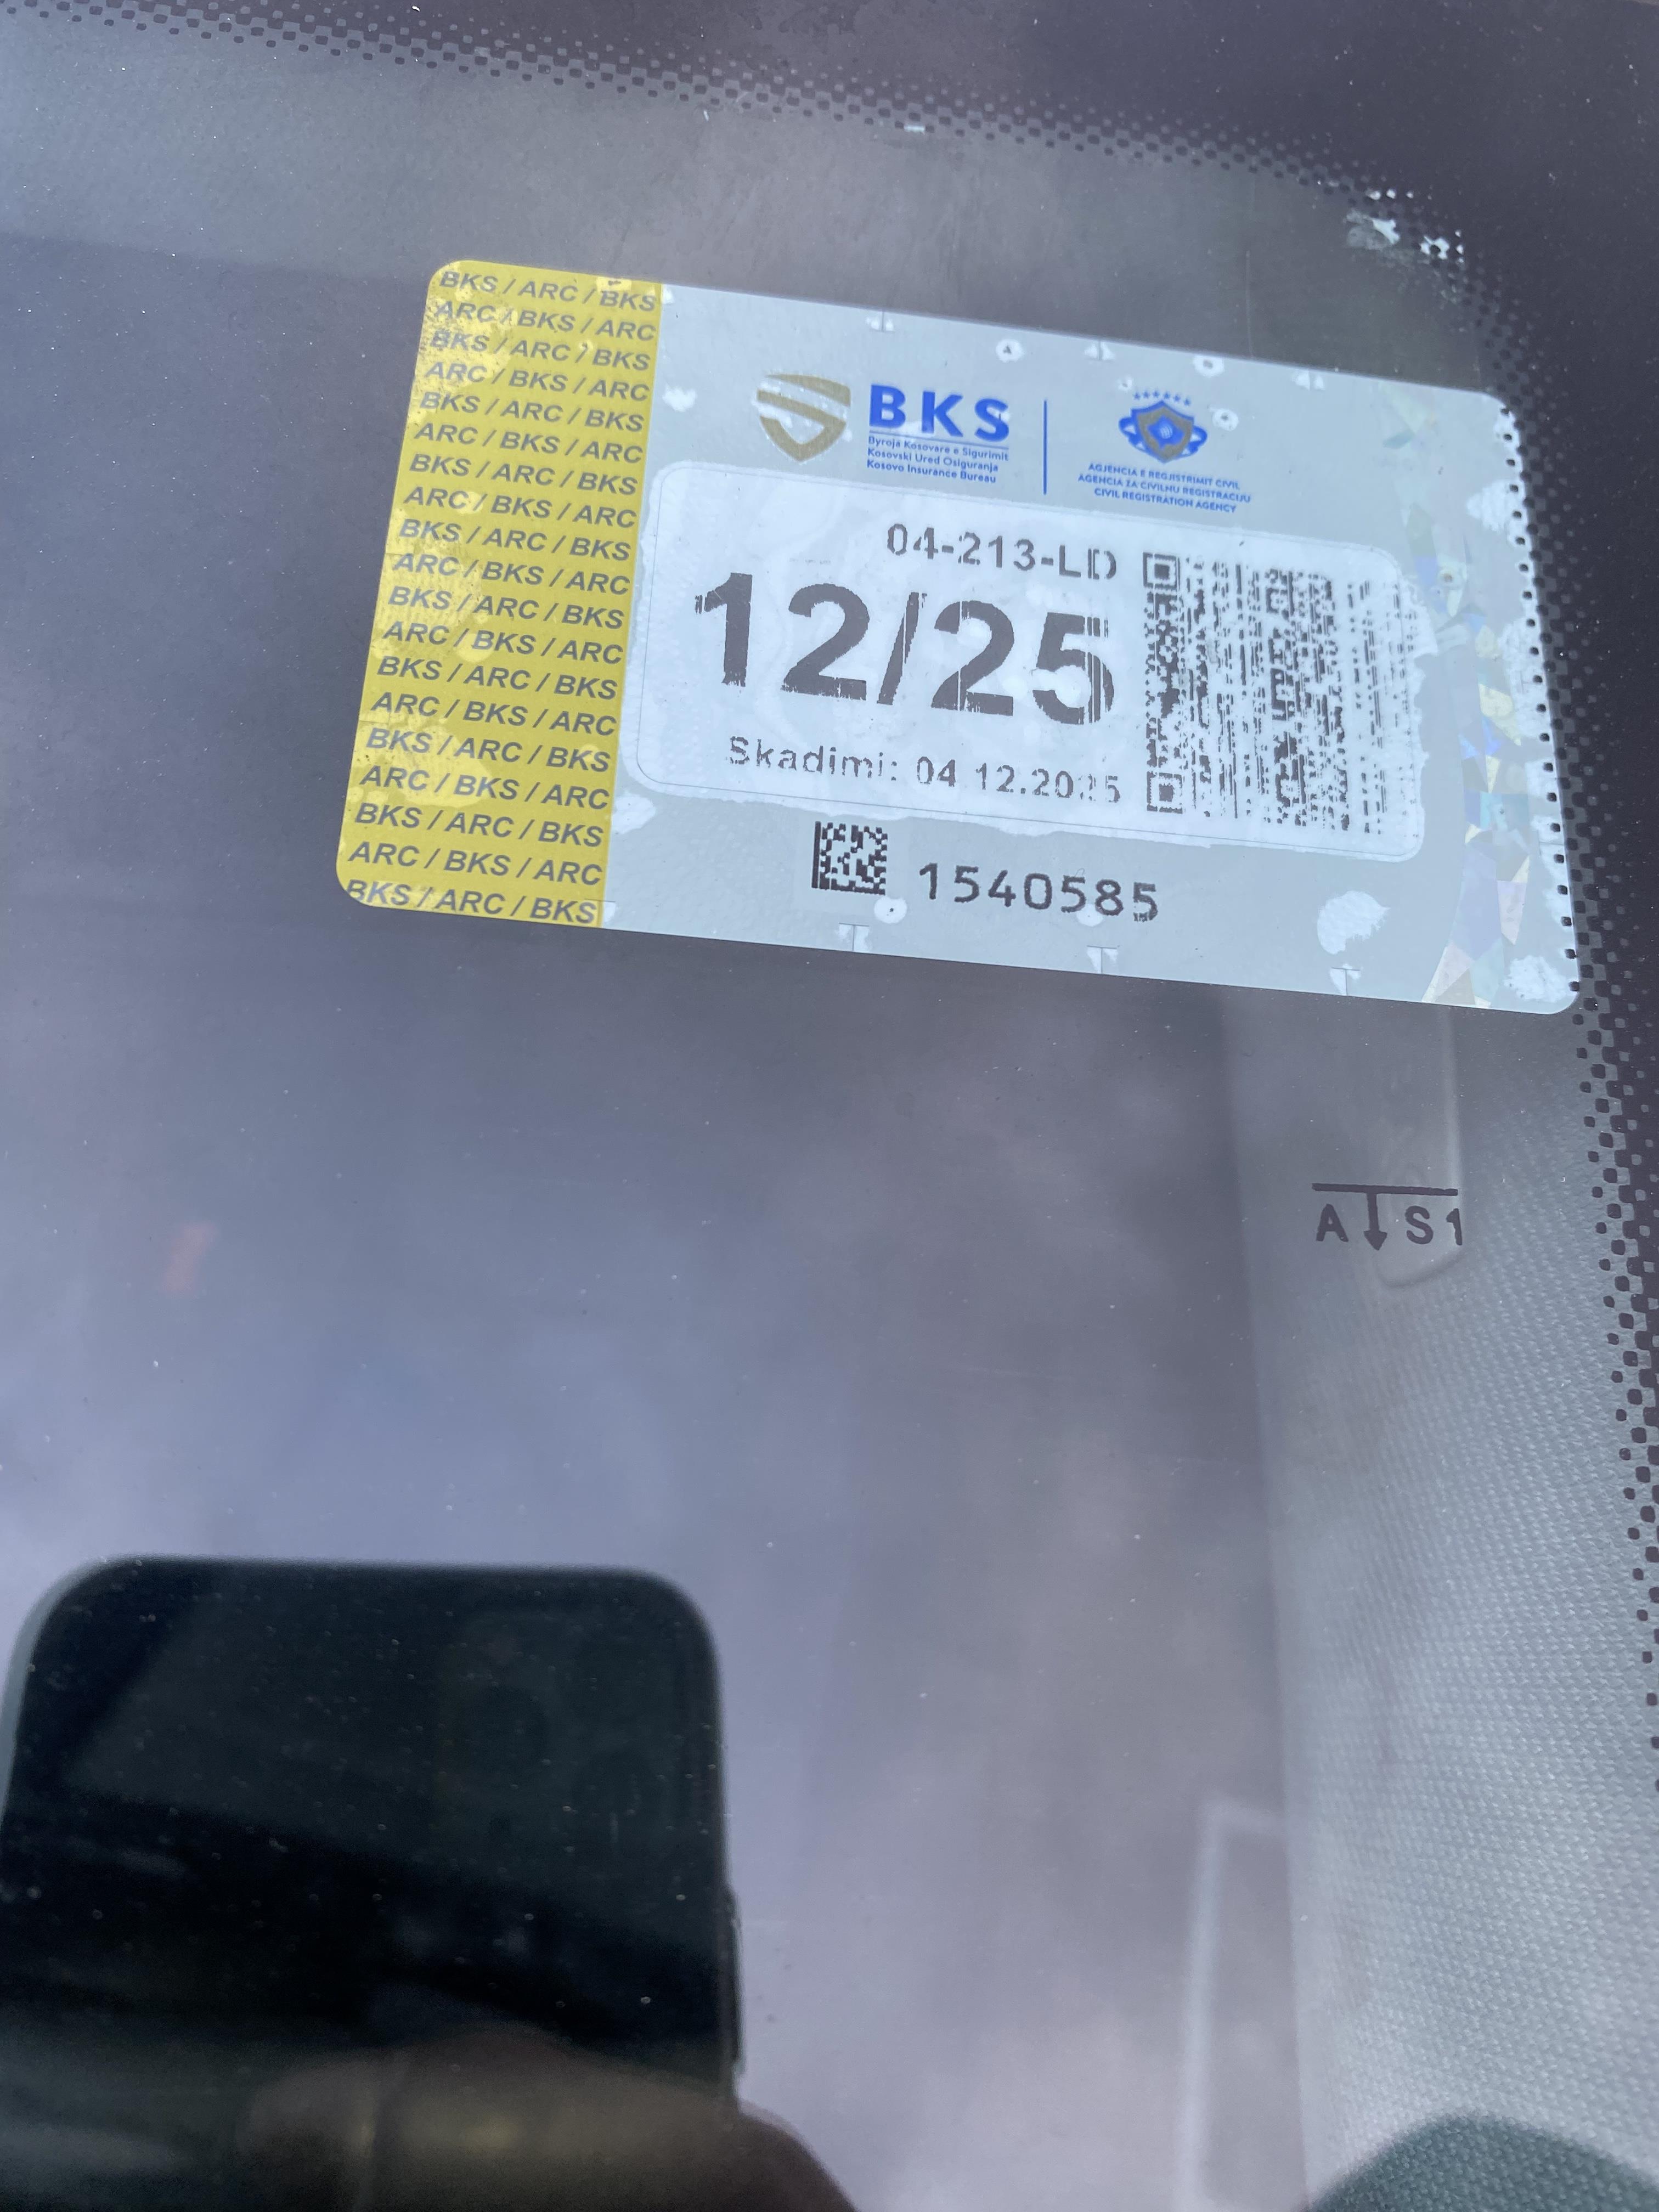 BKS / ARC / BKS
ARC / BKS / ARC
BKS / ARC / BKS
ARC / BKS / ARC
BKS / ARC / BKS
ARC / BKS / ARC
BKS / ARC / BKS
ARC / BKS / ARC
BKS / ARC / BKS
ARC / BKS / ARC
BKS / ARC / BKS
ARC / BKS / ARC
BKS / ARC / BKS
ARC / BKS / ARC
BKS / ARC / BKS
ARC / BKS / ARC
BKS / ARC / BKS
ARC / BKS / ARC
BKS / ARC / BKS
BKS
Byroja Kosovare e Sigurimit
Kosovski Ured Osiguranja
Kosovo Insurance Bureau
AGJENCIA E REGJISTRIMIT CIVIL
AGENCIJA ZA CIVILNU REGISTRACIJU
CIVIL REGISTRATION AGENCY
04-213-LD
12/25
Skadimi: 04.12.2025
1540585
A S1